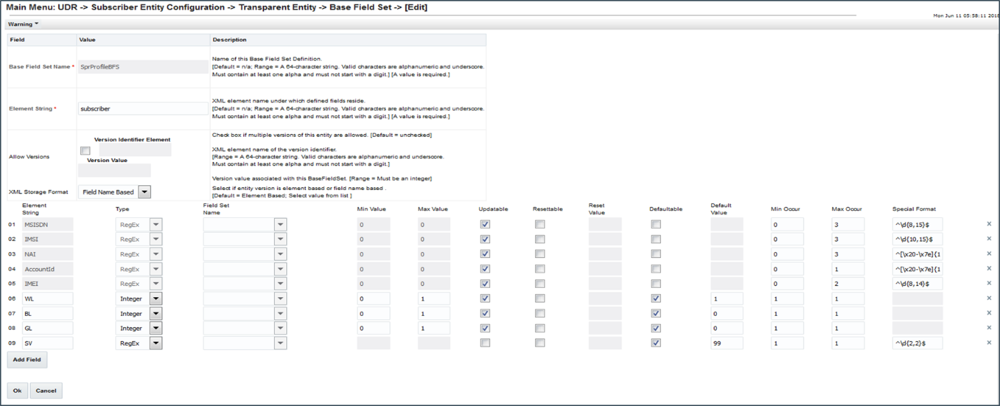 Main Menu: UDR -> Subscriber Entity Configuration -> Transparent Entity -> Base Field Set -> [Edit]
Mon Jun 11 05:58:11 2018
Warning
Field Value Description
Base Field Set Name * SprProfileBFS
Name of this Base Field Set Definition.
[Default = n/a; Range = A 64-character string. Valid characters are alphanumeric and underscore.
Must contain at least one alpha and must not start with a digit.] [A value is required.]
Element String * subscriber
XML element name under which defined fields reside.
[Default = n/a; Range = A 64-character string. Valid characters are alphanumeric and underscore.
Must contain at least one alpha and must not start with a digit.] [A value is required.]
Allow Versions
Version Identifier Element
Version Value
Check box if multiple versions of this entity are allowed. [Default = unchecked]
XML element name of the version identifier.
[Range = A 64-character string. Valid characters are alphanumeric and underscore.
Must contain at least one alpha and must not start with a digit.]
Version value associated with this BaseFieldSet. [Range = Must be an integer]
XML Storage Format Field Name Based
Select if entity version is element based or field name based .
[Default = Element Based; Select value from list ]
Element String Type Field Set Name Min Value Max Value Updatable Resettable Reset Value Defaultable Default Value Min Occur Max Occur Special Format
01 MSISDN RegEx 0 0 0 3 ^\d{8,15}$ ×
02 IMSI RegEx 0 0 0 3 ^\d{10,15}$ ×
03 NAI RegEx 0 0 0 3 ^[\x20-\x7e]{1 ×
04 AccountId RegEx 0 0 0 1 ^[\x20-\x7e]{1 ×
05 IMEI RegEx 0 0 0 2 ^\d{8,14}$ ×
06 WL Integer 0 1 1 1 1 ×
07 BL Integer 0 1 0 1 1 ×
08 GL Integer 0 1 0 1 1 ×
09 SV RegEx 99 1 1 ^\d{2,2}$ ×
Add Field
Ok Cancel